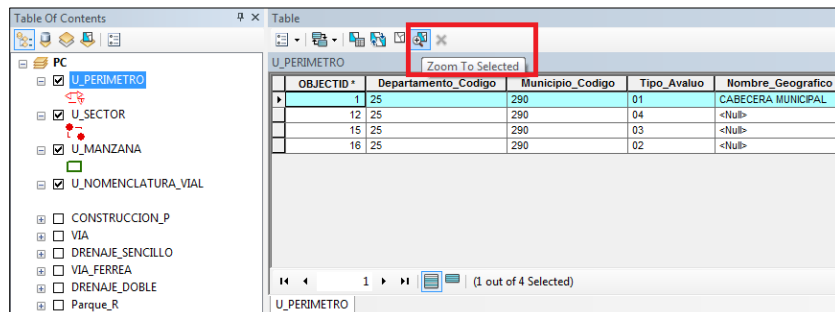 Table Of Contents
PC
U_PERIMETRO
U_SECTOR
U_MANZANA
U_NOMENCLATURA_VIAL
CONSTRUCCION_P
VIA
DRENAJE_SENCILLO
VIA_FERREA
DRENAJE_DOBLE
Parque_R
Table
U_PERIMETRO
Zoom To Selected
OBJECTID * Departamento_Codigo Municipio_Codigo Tipo_Avaluo Nombre_Geografico
1 25 290 01 CABECERA MUNICIPAL
12 25 290 04 <Null>
15 25 290 03 <Null>
16 25 290 02 <Null>
1 (1 out of 4 Selected)
U_PERIMETRO